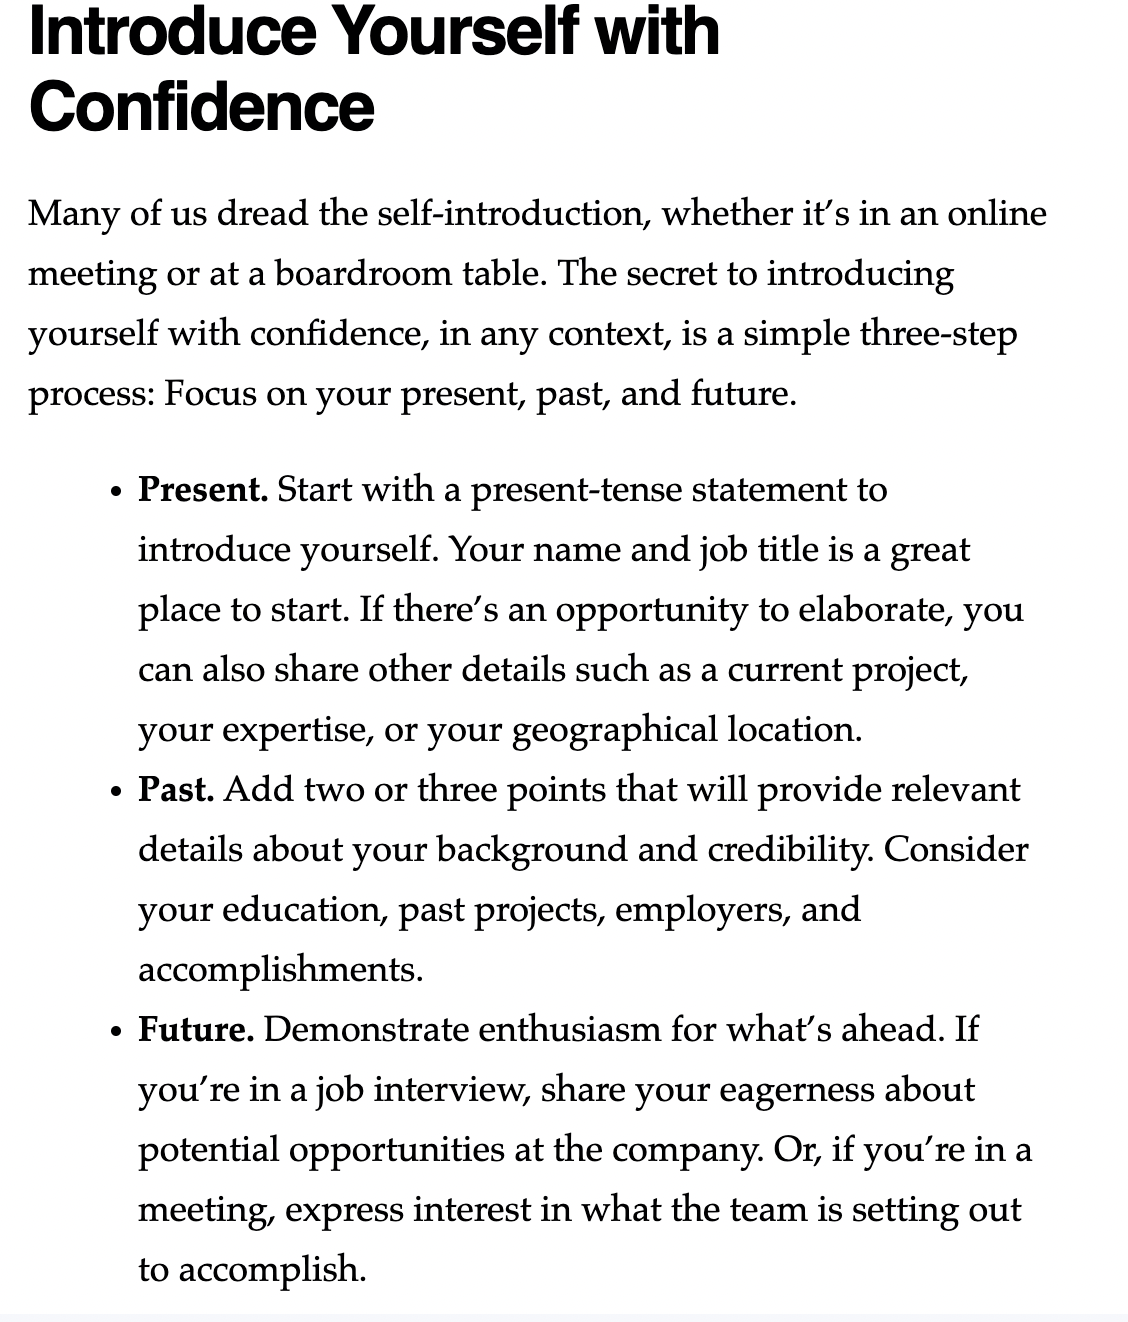 Introduce Yourself with
Confidence
Many of us dread the self-introduction, whether it’s in an online
meeting or at a boardroom table. The secret to introducing
yourself with confidence, in any context, is a simple three-step
process: Focus on your present, past, and future.
• Present. Start with a present-tense statement to
introduce yourself. Your name and job title is a great
place to start. If there’s an opportunity to elaborate, you
can also share other details such as a current project,
your expertise, or your geographical location.
• Past. Add two or three points that will provide relevant
details about your background and credibility. Consider
your education, past projects, employers, and
accomplishments.
• Future. Demonstrate enthusiasm for what’s ahead. If
you’re in a job interview, share your eagerness about
potential opportunities at the company. Or, if you’re in a
meeting, express interest in what the team is setting out
to accomplish.